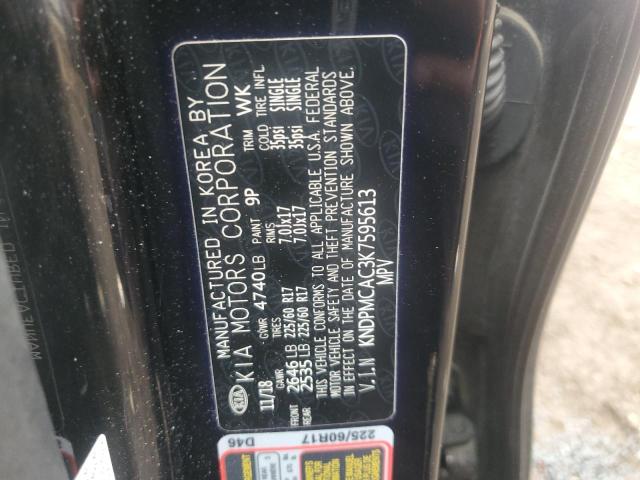 MANUFACTURED IN KOREA BY
KIA KIA MOTORS CORPORATION
11/18 GVWR 4740LB PAINT 9P TRIM WK
GAWR TIRES RIMS COLD TIRE INFL
FRONT 2646LB 225/60 R17 7.0Jx17 35psi SINGLE
REAR 2535LB 225/60 R17 7.0Jx17 35psi SINGLE
THIS VEHICLE CONFORMS TO ALL APPLICABLE U.S.A. FEDERAL
MOTOR VEHICLE SAFETY AND THEFT PREVENTION STANDARDS
IN EFFECT ON THE DATE OF MANUFACTURE SHOWN ABOVE.
V.I.N KNDPMCAC3K7595613
MPV
D46
225/60R17